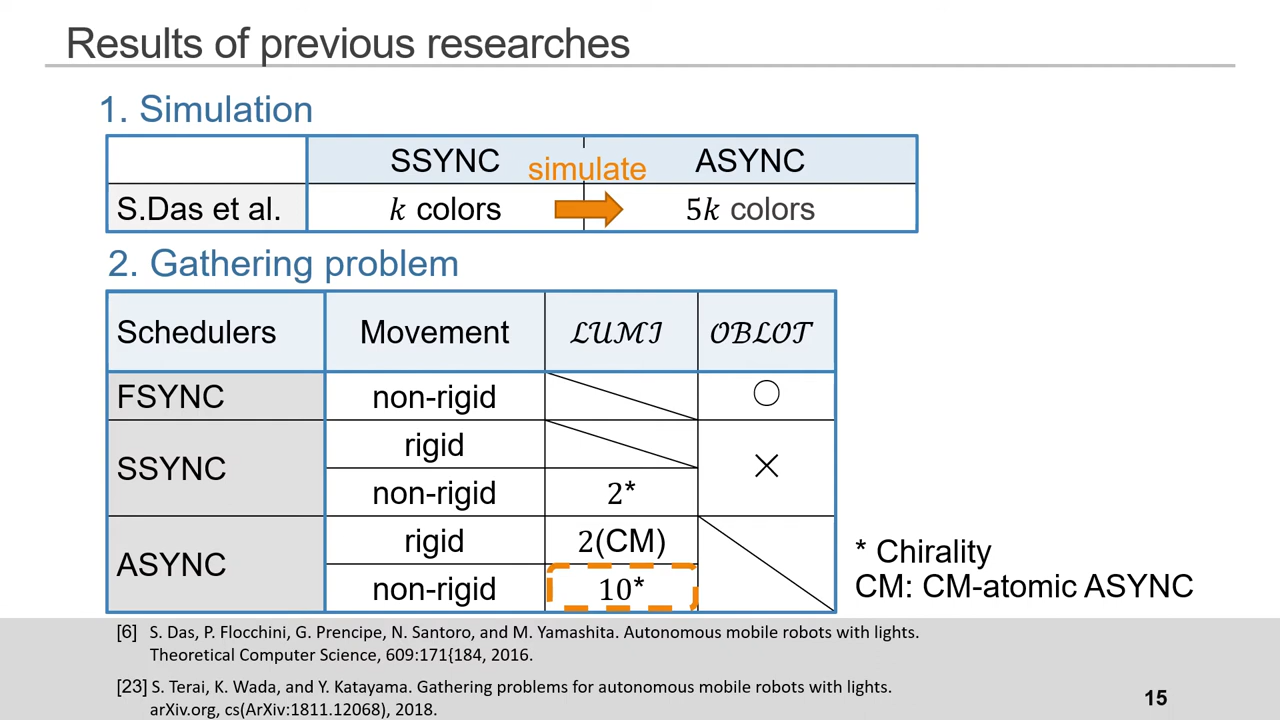 Results of previous researches
1. Simulation
SSYNC simulate ASYNC
S.Das et al. k colors 5k colors
2. Gathering problem
Schedulers Movement 𝓛𝓤𝓜𝓘 𝓞𝓑𝓛𝓞𝓣
FSYNC non-rigid ○
SSYNC rigid ×
non-rigid 2*
ASYNC rigid 2(CM)
non-rigid 10*
* Chirality
CM: CM-atomic ASYNC
[6] S. Das, P. Flocchini, G. Prencipe, N. Santoro, and M. Yamashita. Autonomous mobile robots with lights.
Theoretical Computer Science, 609:171{184, 2016.
[23] S. Terai, K. Wada, and Y. Katayama. Gathering problems for autonomous mobile robots with lights.
arXiv.org, cs(ArXiv:1811.12068), 2018.
15